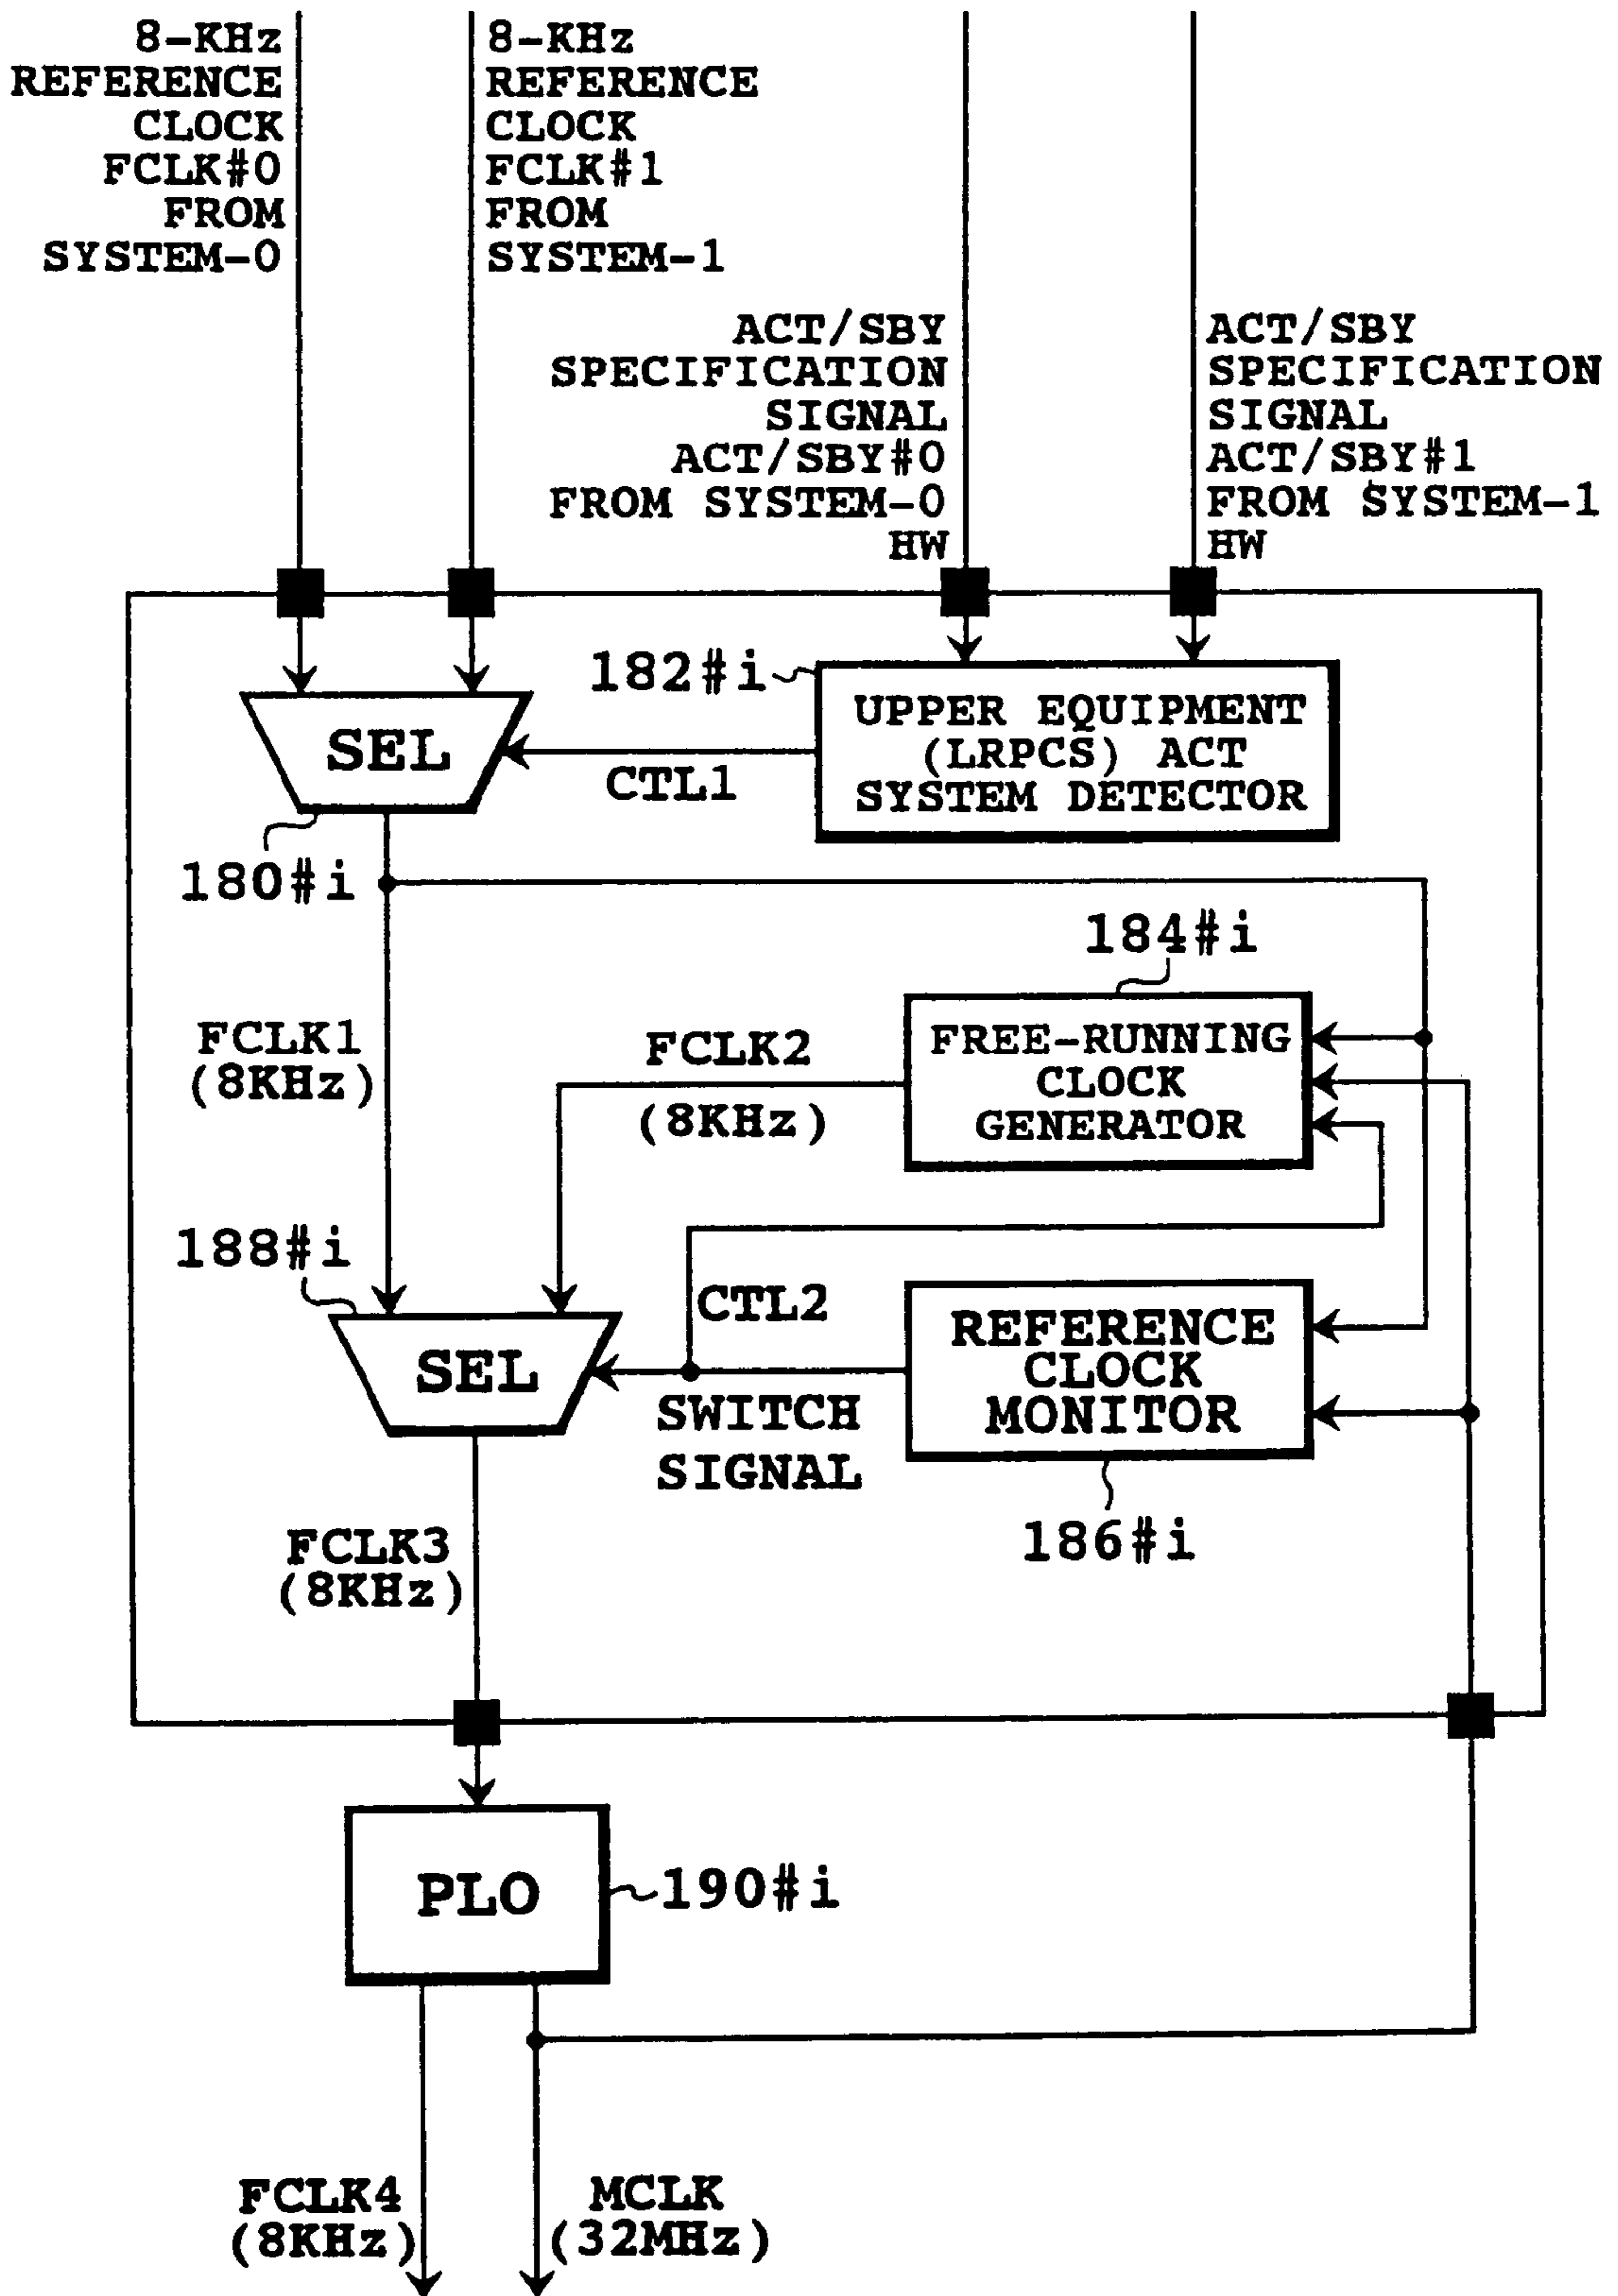 8-KHz
REFERENCE
CLOCK
FCLK#0
FROM
SYSTEM-0
8-KHz
REFERENCE
CLOCK
FCLK#1
FROM
SYSTEM-1
ACT/SBY
SPECIFICATION
SIGNAL
ACT/SBY#0
FROM SYSTEM-0
HW
ACT/SBY
SPECIFICATION
SIGNAL
ACT/SBY#1
FROM SYSTEM-1
HW
182#i
UPPER EQUIPMENT
(LRPCS) ACT
SYSTEM DETECTOR
SEL
CTL1
180#i
184#i
FREE-RUNNING
CLOCK
GENERATOR
FCLK1
(8KHz)
FCLK2
(8KHz)
188#i
CTL2
SEL
REFERENCE
CLOCK
MONITOR
SWITCH
SIGNAL
186#i
FCLK3
(8KHz)
PLO
190#i
FCLK4
(8KHz)
MCLK
(32MHz)